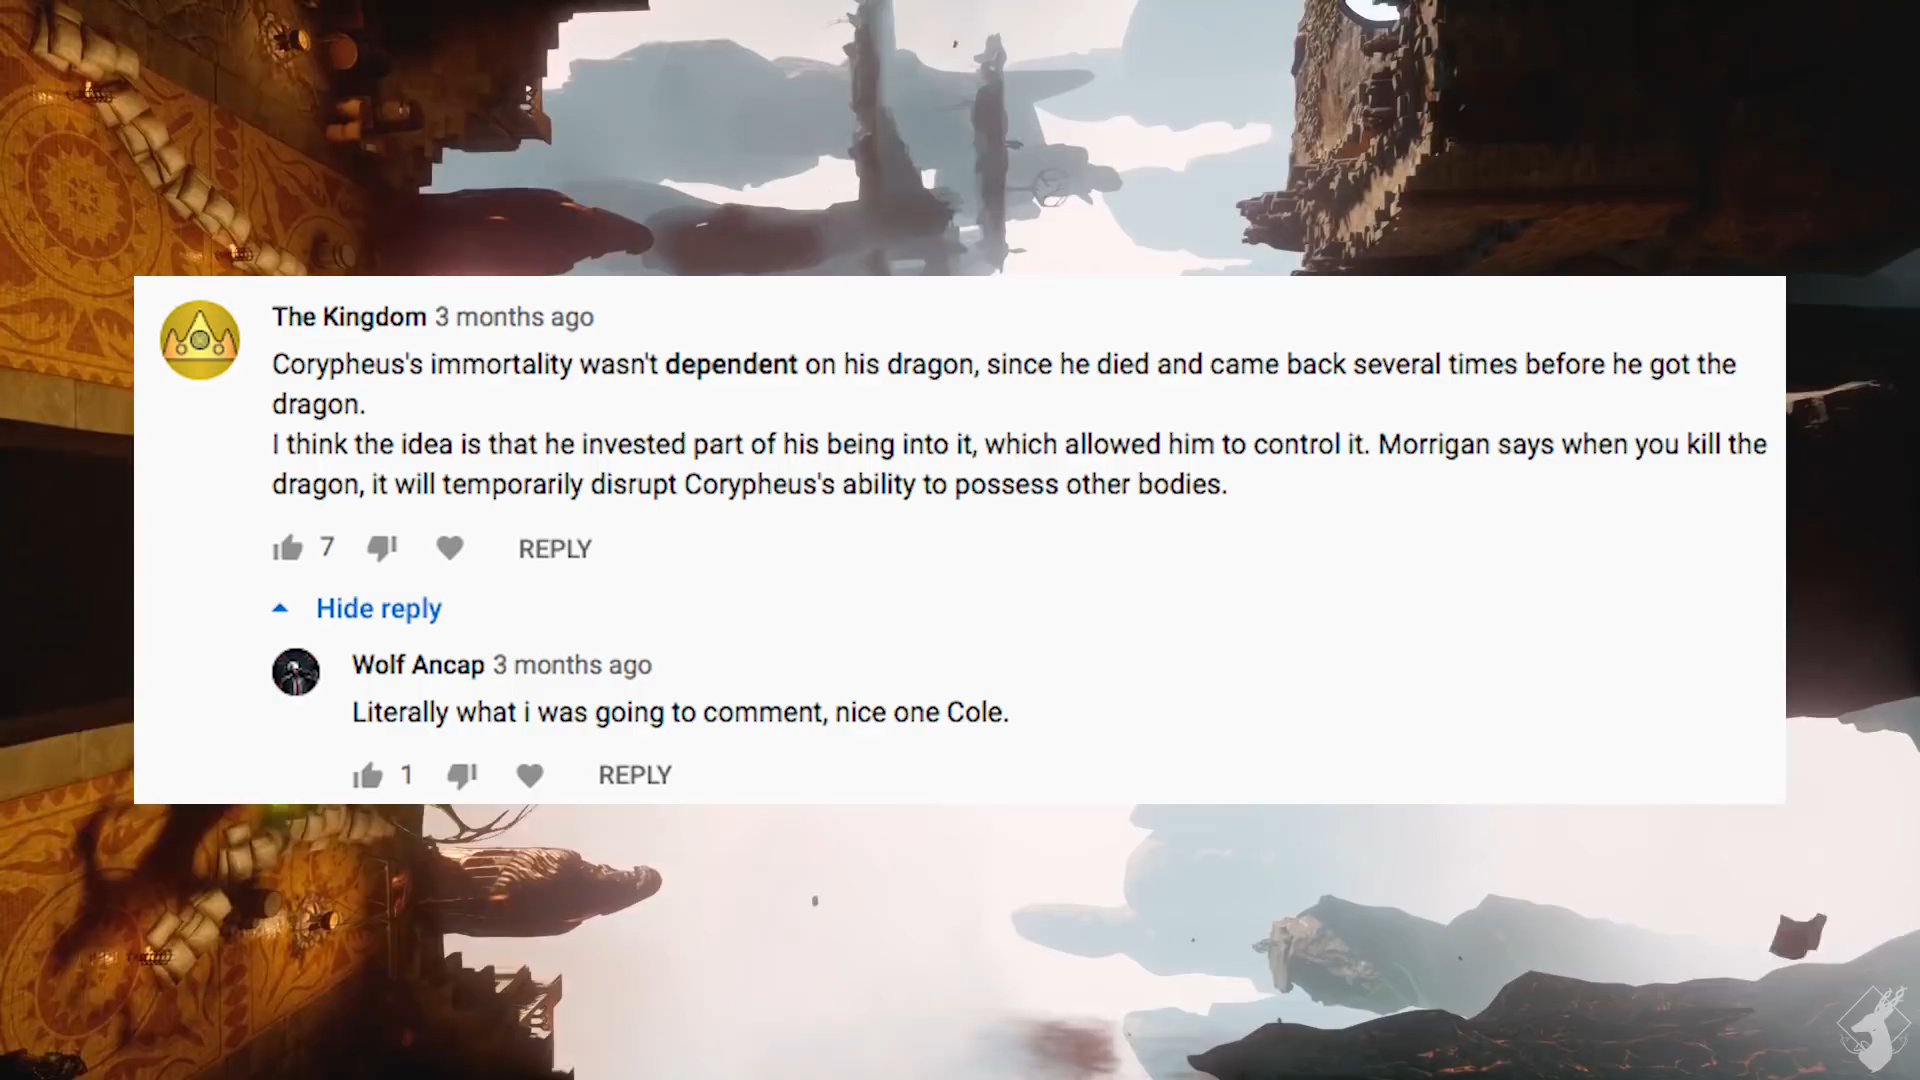 The Kingdom 3 months ago
Corypheus's immortality wasn't dependent on his dragon, since he died and came back several times before he got the
dragon.
I think the idea is that he invested part of his being into it, which allowed him to control it. Morrigan says when you kill the
dragon, it will temporarily disrupt Corypheus's ability to possess other bodies.
7 REPLY
Hide reply
Wolf Ancap 3 months ago
Literally what i was going to comment, nice one Cole.
1 REPLY